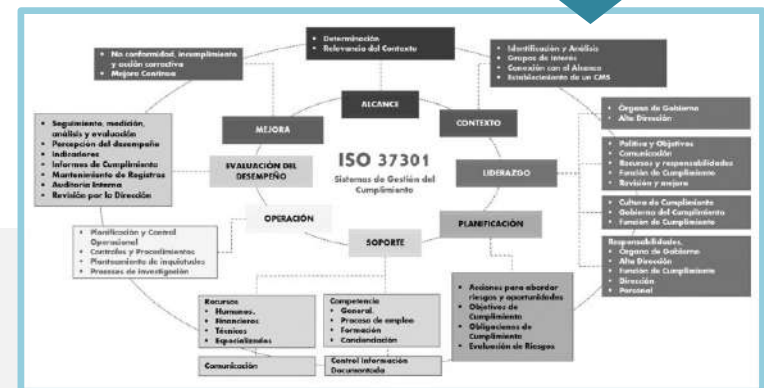 Determinación
Relevancia del Contexto
No conformidad, incumplimiento
y acción correctiva
Mejora Continua
Identificación y Análisis
Grupos de Interés
Conexión con el Alcance
Establecimiento de un CMS
ALCANCE
MEJORA
CONTEXTO
Órgano de Gobierno
Alta Dirección
Seguimiento, medición,
análisis y evaluación
Percepción del desempeño
Indicadores
Informes de Cumplimiento
Mantenimiento de Registros
Auditoría Interna
Revisión por la Dirección
EVALUACIÓN DEL
DESEMPEÑO
ISO 37301
Sistemas de Gestión del
Cumplimiento
LIDERAZGO
Política y Objetivos
Comunicación
Recursos y responsabilidades
Función de Cumplimiento
Revisión y mejora
Cultura de Cumplimiento
Gobierno del Cumplimiento
Función de Cumplimiento
OPERACIÓN
PLANIFICACIÓN
SOPORTE
Planificación y Control
Operacional
Controles y Procedimientos
Planteamiento de inquietudes
Procesos de investigación
Responsabilidades.
Órgano de Gobierno
Alta Dirección
Función de Cumplimiento
Dirección
Personal
Acciones para abordar
riesgos y oportunidades
Objetivos de
Cumplimiento
Obligaciones de
Cumplimiento
Evaluación de Riesgos
Recursos
Humanos.
Financieros
Técnicos
Especializados
Competencia
General.
Proceso de empleo
Formación
Comunicación
Control Información
Documentada